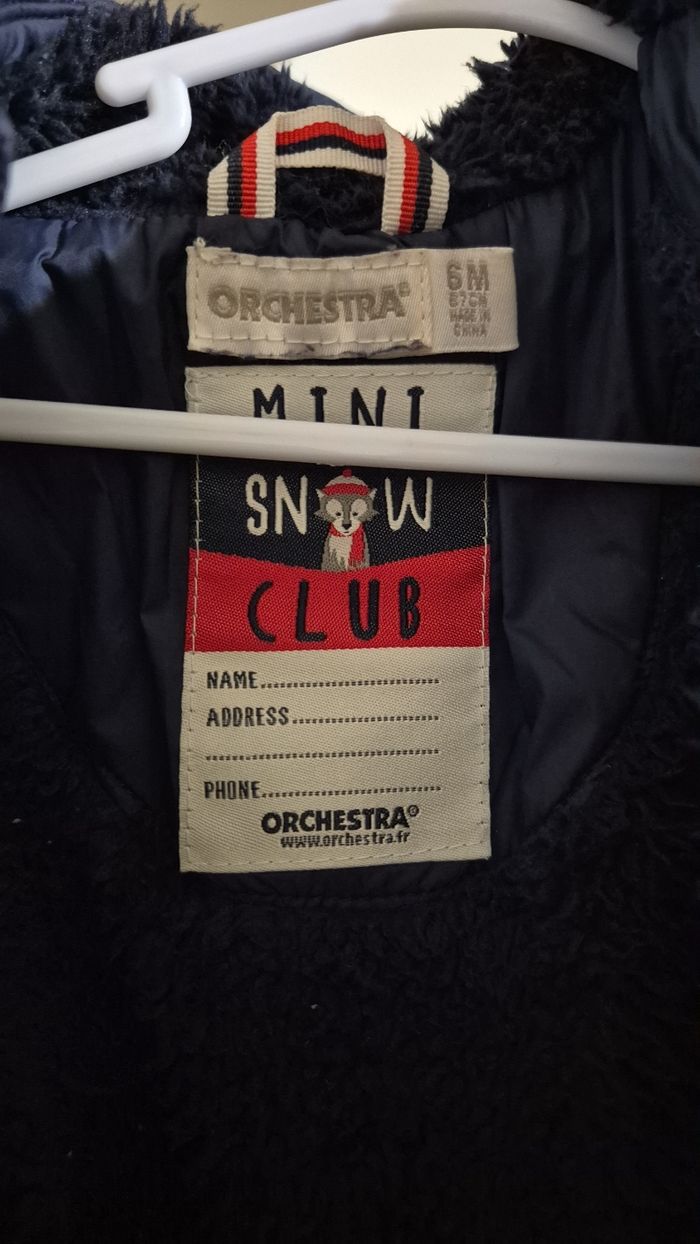 ORCHESTRA®
6M
67CM
MADE IN
CHINA
MINI
SNOW
CLUB
NAME..............................
ADDRESS........................
..........................................
PHONE.............................
ORCHESTRA®
www.orchestra.fr